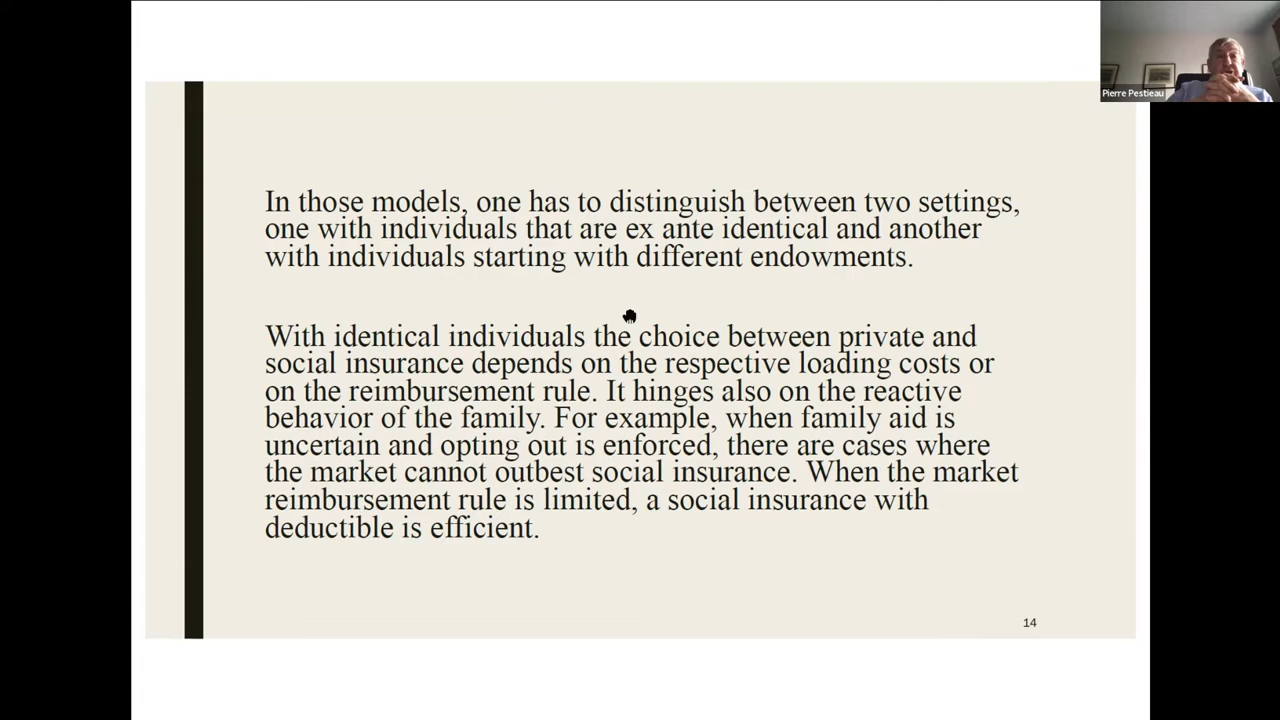 Pierre Pestieau
In those models, one has to distinguish between two settings,
one with individuals that are ex ante identical and another
with individuals starting with different endowments.
With identical individuals the choice between private and
social insurance depends on the respective loading costs or
on the reimbursement rule. It hinges also on the reactive
behavior of the family. For example, when family aid is
uncertain and opting out is enforced, there are cases where
the market cannot outbest social insurance. When the market
reimbursement rule is limited, a social insurance with
deductible is efficient.
14